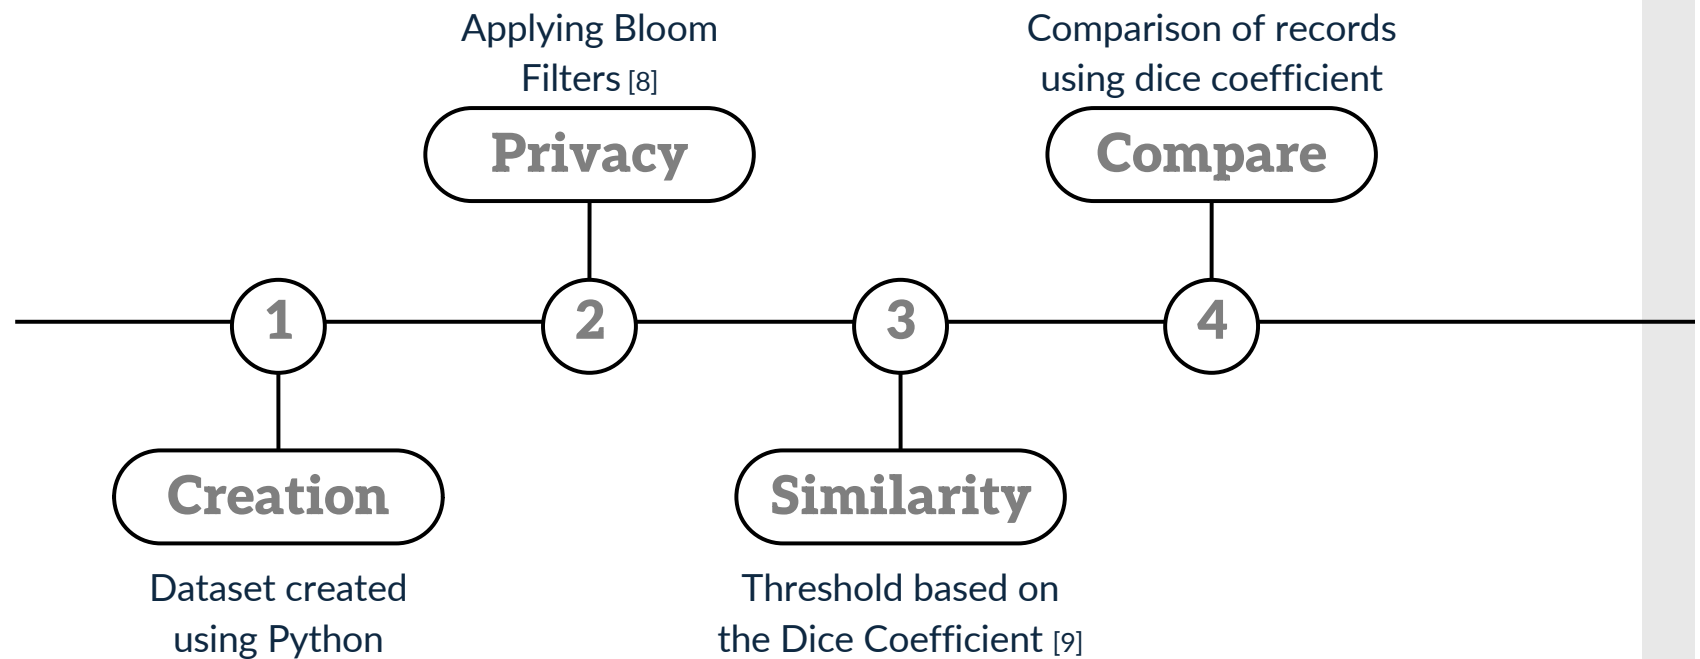 Applying Bloom
Filters [8]
Privacy
Comparison of records
using dice coefficient
Compare
1
2
3
4
Creation
Dataset created
using Python
Similarity
Threshold based on
the Dice Coefficient [9]